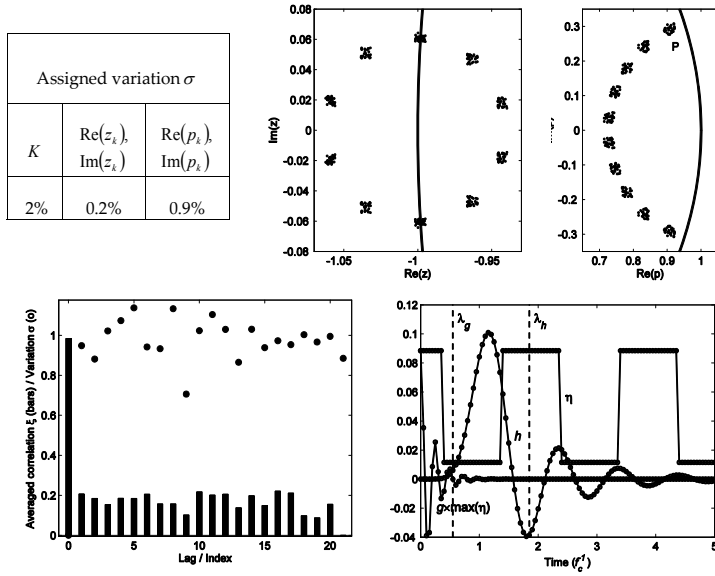 Assigned variation σ
K
Re(z_k), Im(z_k)
Re(p_k), Im(p_k)
2% 0.2% 0.9%
0.08
0.06
0.04
0.02
0
-0.02
-0.04
-0.06
-0.08
Im(z)
-1.05 -1 -0.95
Re(z)
0.3
0.2
0.1
0
-0.1
-0.2
-0.3
P
0.7 0.8 0.9 1
Re(p)
1
0.8
0.6
0.4
0.2
0
Averaged correlation ξ (bars) / Variation σ (o)
0 5 10 15 20
Lag / Index
0.12
0.1
0.08
0.06
0.04
0.02
0
-0.02
-0.04
λg
λh
η
h
g×max(η)
0 1 2 3 4 5
Time (f_c^-1)